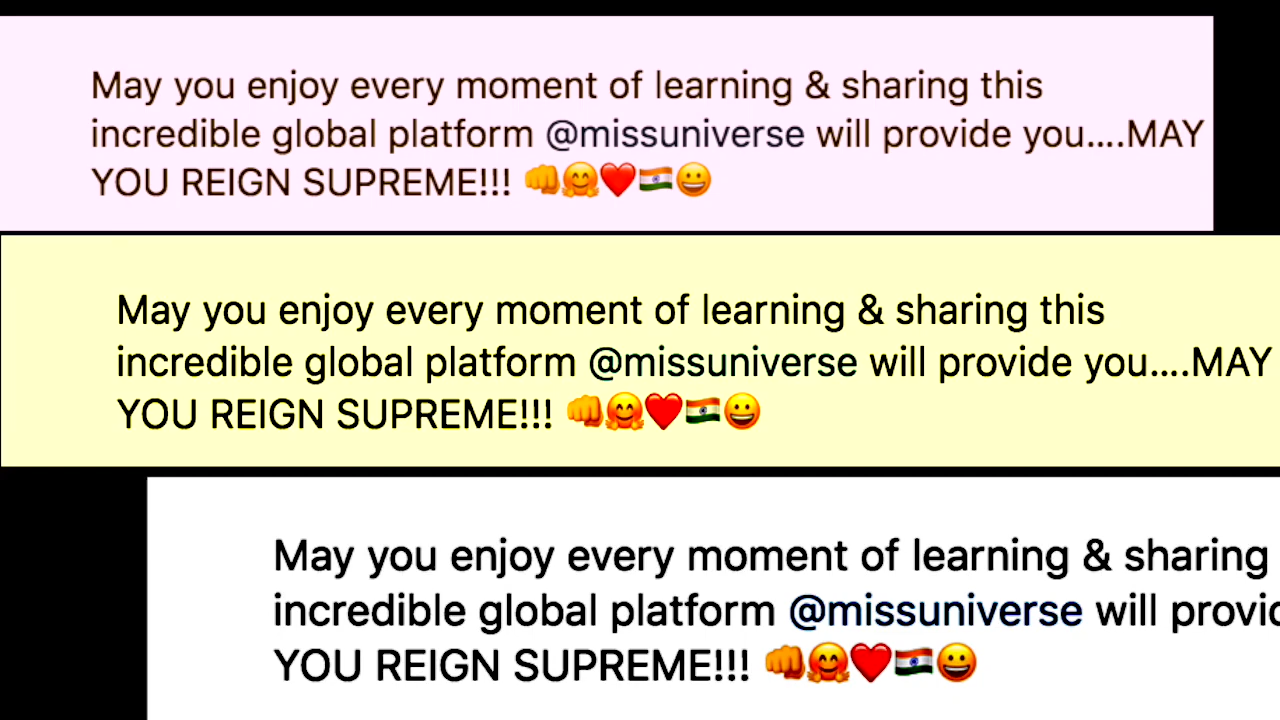 May you enjoy every moment of learning & sharing this
incredible global platform @missuniverse will provide you....MAY
YOU REIGN SUPREME!!! 👊🤗❤️🇮🇳😀
May you enjoy every moment of learning & sharing this
incredible global platform @missuniverse will provide you....MAY
YOU REIGN SUPREME!!! 👊🤗❤️🇮🇳😀
May you enjoy every moment of learning & sharing
incredible global platform @missuniverse will
YOU REIGN SUPREME!!! 👊🤗❤️🇮🇳😀